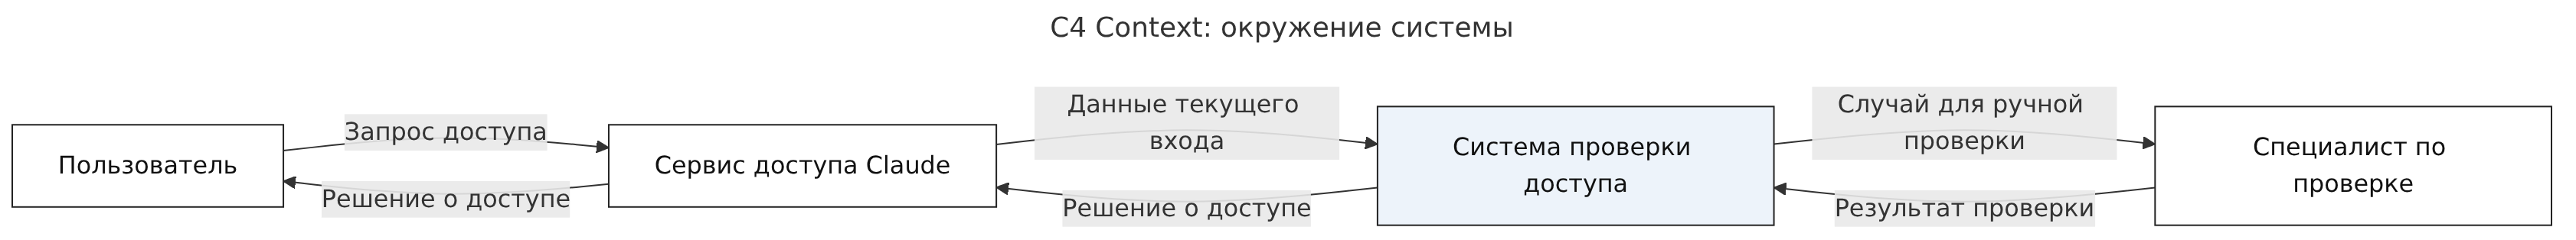 C4 Context: окружение системы
Пользователь
Запрос доступа
Решение о доступе
Сервис доступа Claude
Данные текущего
входа
Решение о доступе
Система проверки
доступа
Случай для ручной
проверки
Результат проверки
Специалист по
проверке